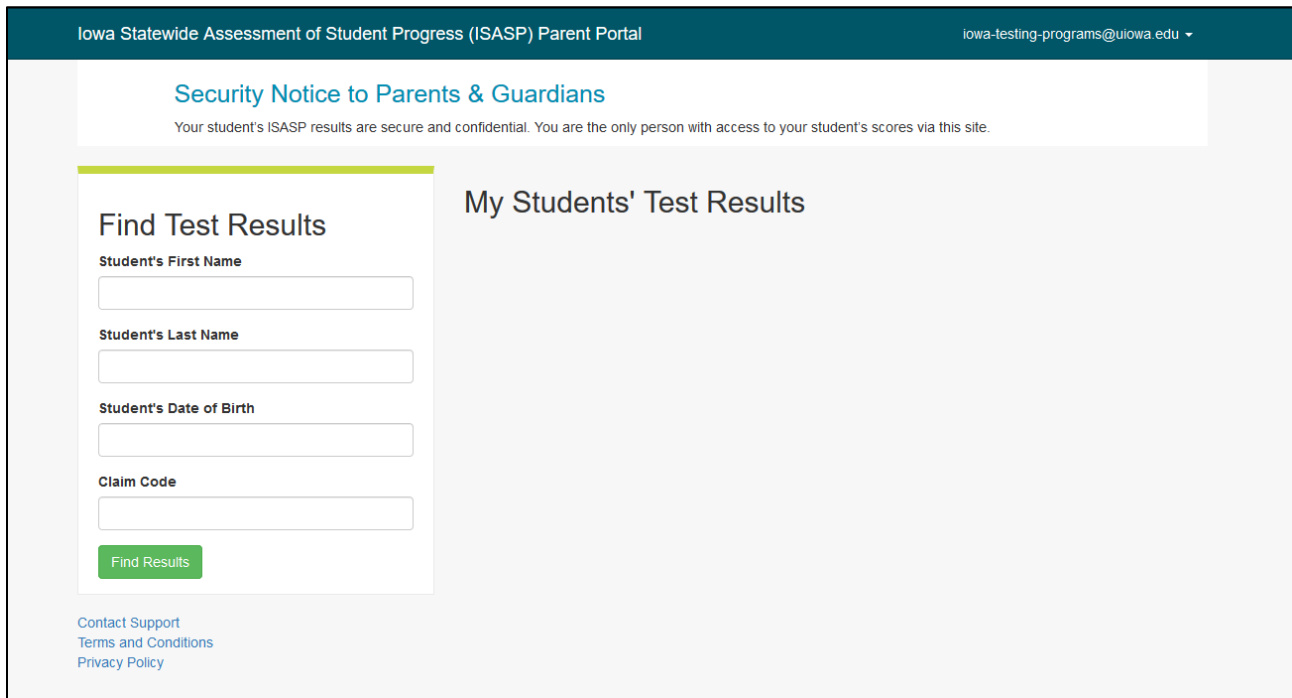 Iowa Statewide Assessment of Student Progress (ISASP) Parent Portal
iowa-testing-programs@uiowa.edu
Security Notice to Parents & Guardians
Your student's ISASP results are secure and confidential. You are the only person with access to your student's scores via this site.
Find Test Results
Student's First Name
Student's Last Name
Student's Date of Birth
Claim Code
Find Results
My Students' Test Results
Contact Support
Terms and Conditions
Privacy Policy